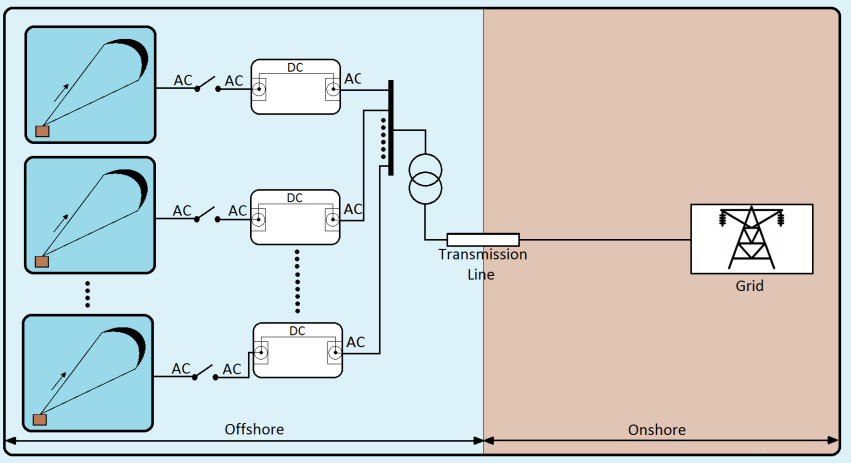 DC
AC
AC
AC
DC
AC
AC
AC
Transmission
Line
Grid
DC
AC
AC
AC
Offshore
Onshore